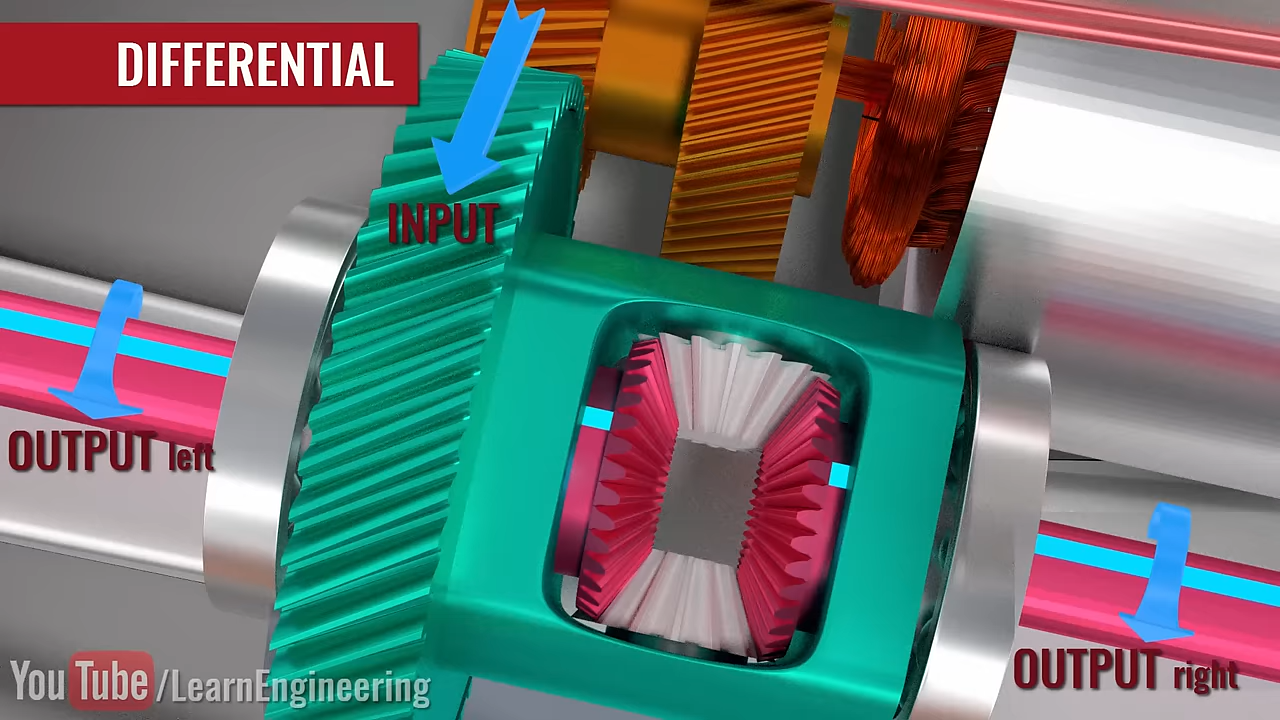 DIFFERENTIAL
INPUT
OUTPUT left
OUTPUT right
YouTube/LearnEngineering